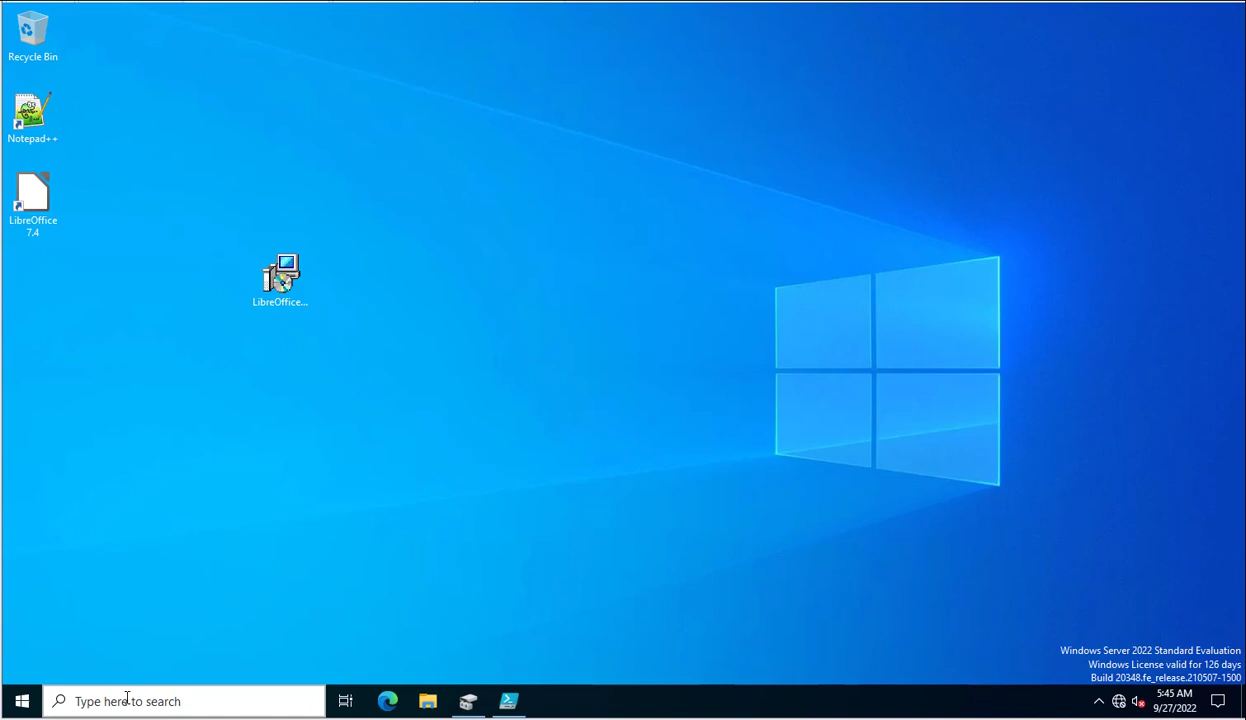 Recycle Bin
Notepad++
LibreOffice
7.4
LibreOffice...
Windows Server 2022 Standard Evaluation
Windows License valid for 126 days
Build 20348.fe_release.210507-1500
Type here to search
5:45 AM
9/27/2022